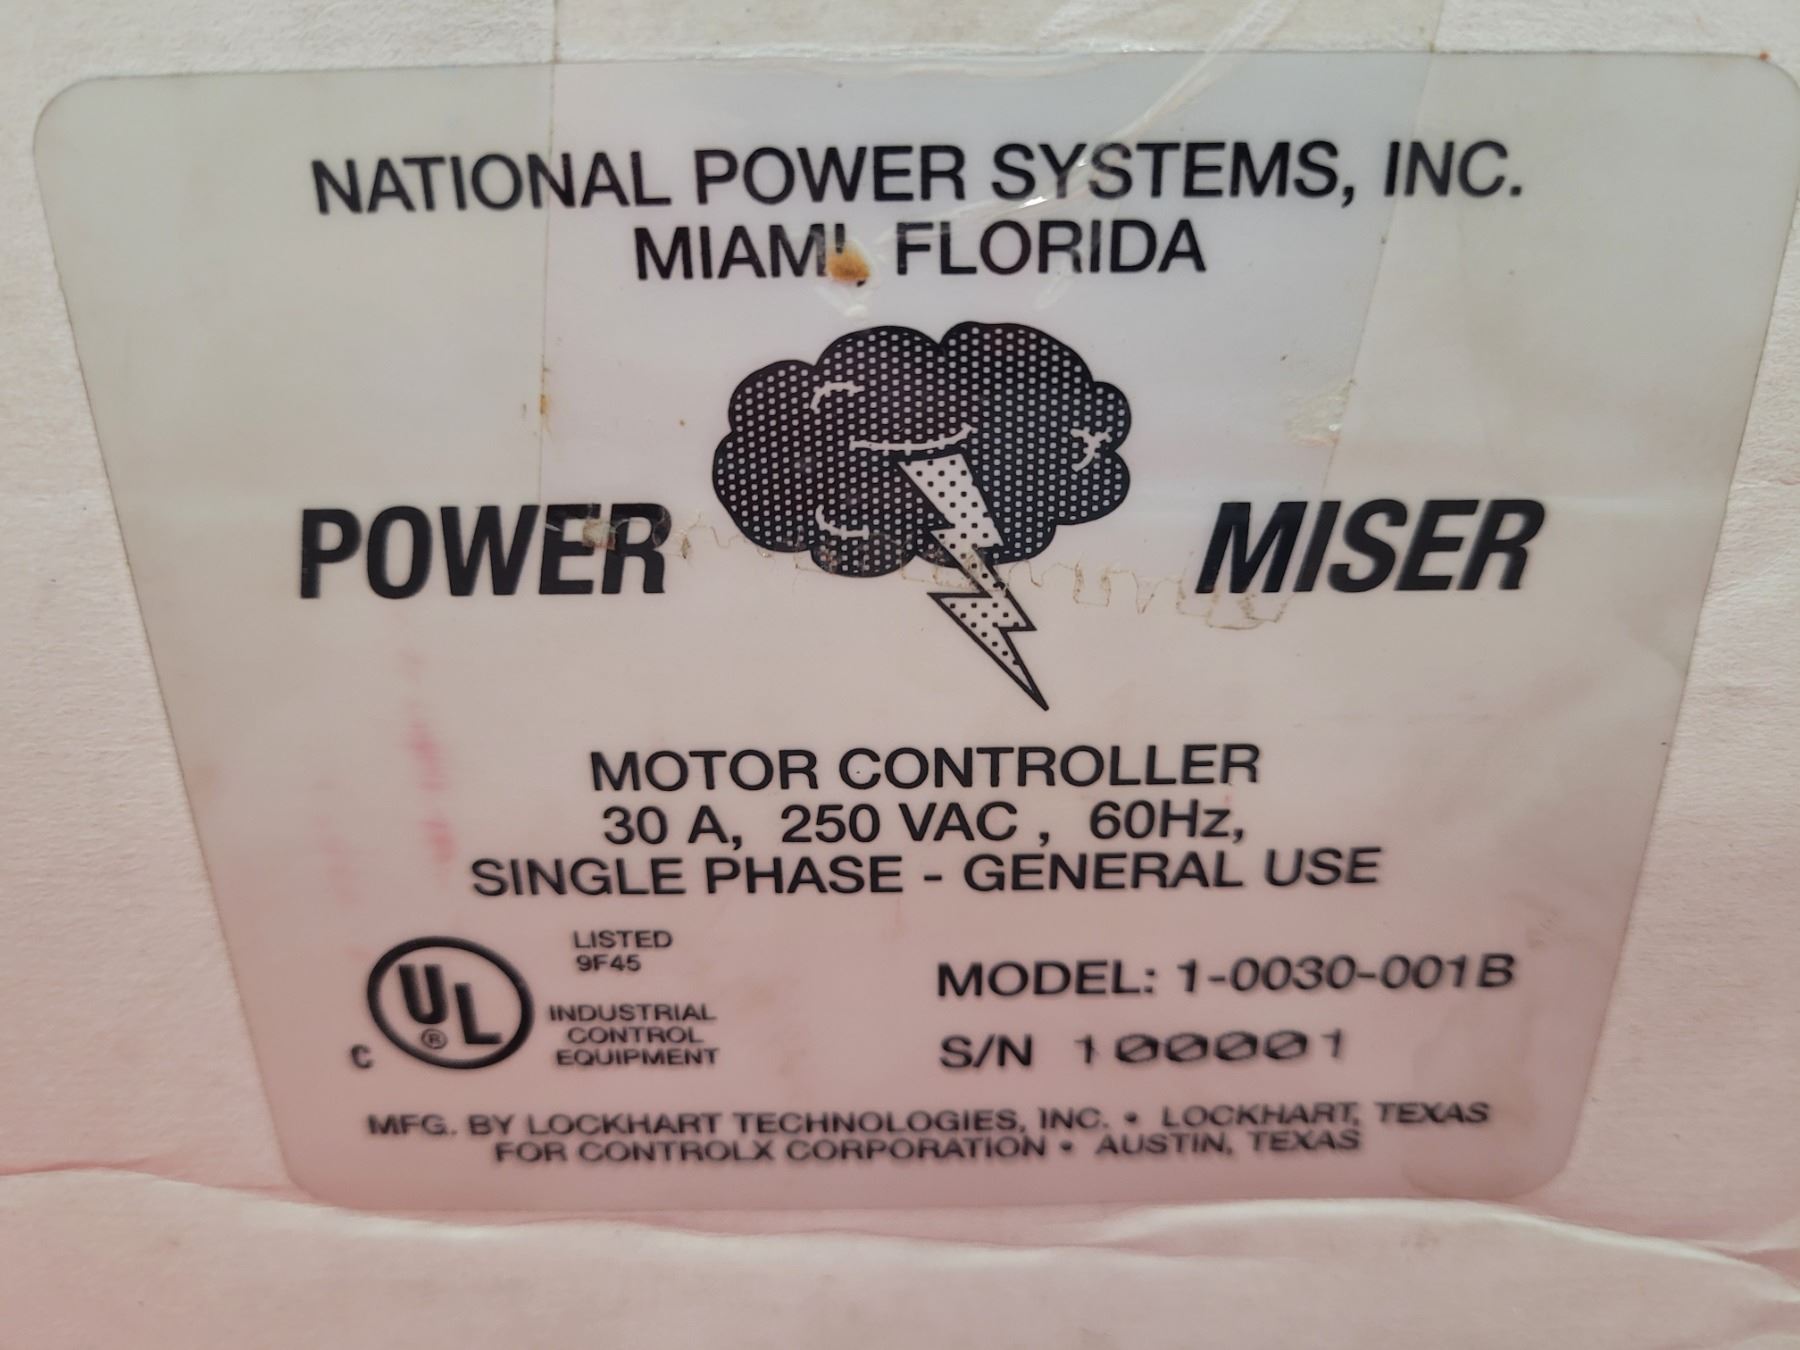 NATIONAL POWER SYSTEMS, INC.
MIAMI, FLORIDA
POWER MISER
MOTOR CONTROLLER
30 A, 250 VAC, 60Hz,
SINGLE PHASE - GENERAL USE
LISTED
9F45
C UL ®
INDUSTRIAL
CONTROL
EQUIPMENT
MODEL: 1-0030-001B
S/N 100001
MFG. BY LOCKHART TECHNOLOGIES, INC. • LOCKHART, TEXAS
FOR CONTROLX CORPORATION • AUSTIN, TEXAS